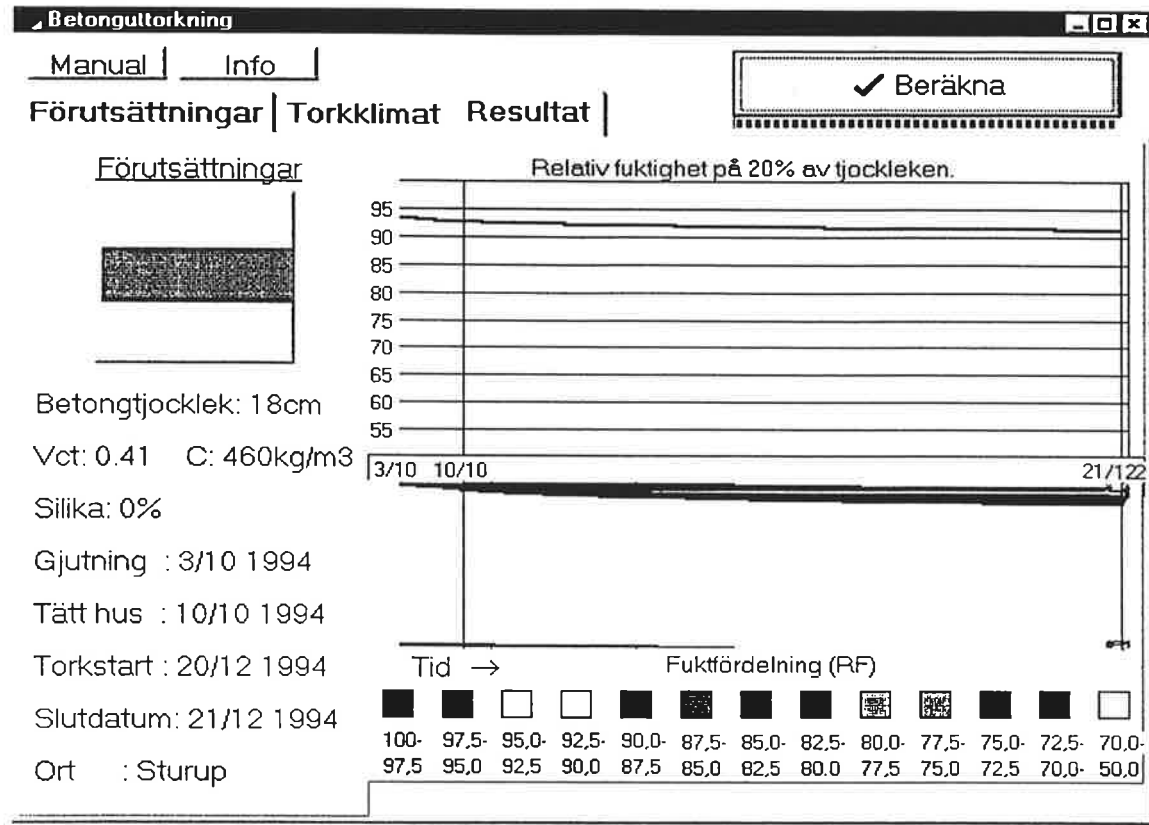 Betonguttorkning
Manual Info
Beräkna
Förutsättningar Torkklimat Resultat
Förutsättningar
Betongtjocklek: 18cm
Vct: 0.41 C: 460kg/m3
Silika: 0%
Gjutning : 3/10 1994
Tätt hus : 10/10 1994
Torkstart : 20/12 1994
Slutdatum: 21/12 1994
Ort : Sturup
Relativ fuktighet på 20% av tjockleken.
95
90
85
80
75
70
65
60
55
3/10 10/10 21/122
Tid → Fuktfördelning (RF)
100- 97,5- 95,0- 92,5- 90,0- 87,5- 85,0- 82,5- 80,0- 77,5- 75,0- 72,5- 70,0-
97,5 95,0 92,5 90,0 87,5 85,0 82,5 80.0 77,5 75,0 72,5 70,0- 50,0